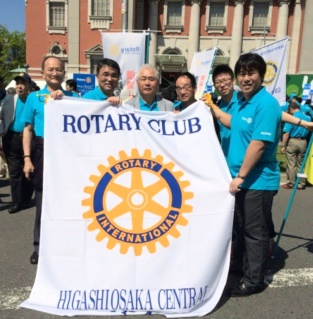 ROTARY CLUB
ROTARY
INTERNATIONAL
HIGASHIOSAKA CENTRAL